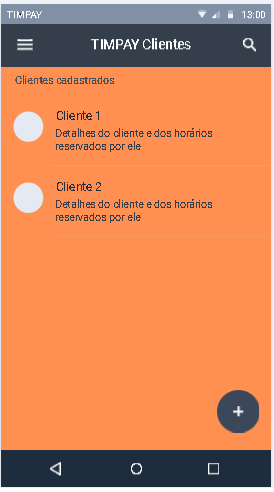 TIMPAY 13:00
TIMPAY Clientes
Clientes cadastrados
Cliente 1
Detalhes do cliente e dos horários
reservados por ele
Cliente 2
Detalhes do cliente e dos horários
reservados por ele
+